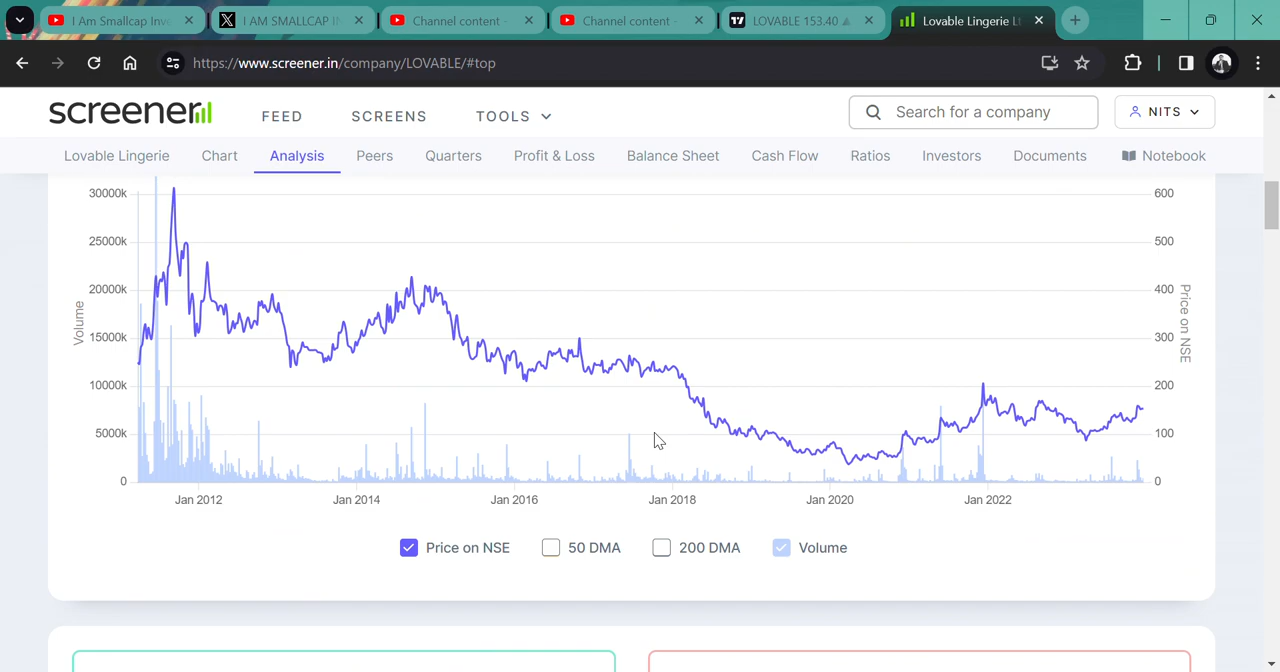 I Am Smallcap Inve
I AM SMALLCAP IN
Channel content -
Channel content -
LOVABLE 153.40
Lovable Lingerie L
https://www.screener.in/company/LOVABLE/#top
screener
FEED
SCREENS
TOOLS
Search for a company
NITS
Lovable Lingerie
Chart
Analysis
Peers
Quarters
Profit & Loss
Balance Sheet
Cash Flow
Ratios
Investors
Documents
Notebook
30000k
25000k
20000k
15000k
10000k
5000k
0
Volume
600
500
400
300
200
100
0
Price on NSE
Jan 2012
Jan 2014
Jan 2016
Jan 2018
Jan 2020
Jan 2022
Price on NSE
50 DMA
200 DMA
Volume